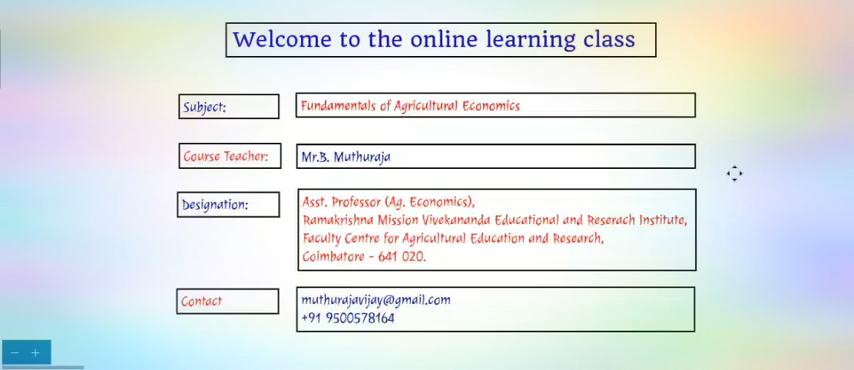 Welcome to the online learning class
Subject:
Fundamentals of Agricultural Economics
Course Teacher:
Mr.B. Muthuraja
Designation:
Asst. Professor (Ag. Economics),
Ramakrishna Mission Vivekananda Educational and Reserach Institute,
Faculty Centre for Agricultural Education and Research,
Coimbatore - 641 020.
Contact
muthurajavijay@gmail.com
+91 9500578164